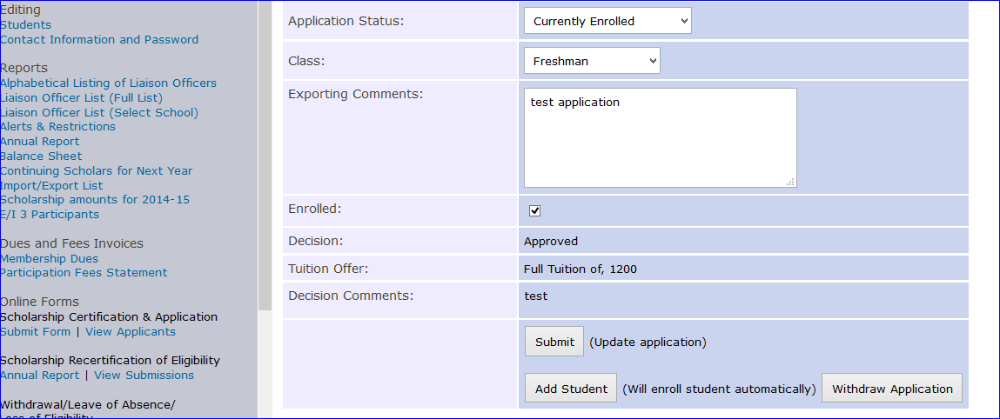 Editing
Students
Contact Information and Password
Reports
Alphabetical Listing of Liaison Officers
Liaison Officer List (Full List)
Liaison Officer List (Select School)
Alerts & Restrictions
Annual Report
Balance Sheet
Continuing Scholars for Next Year
Import/Export List
Scholarship amounts for 2014-15
E/I 3 Participants
Dues and Fees Invoices
Membership Dues
Participation Fees Statement
Online Forms
Scholarship Certification & Application
Submit Form | View Applicants
Scholarship Recertification of Eligibility
Annual Report | View Submissions
Withdrawal/Leave of Absence/
Loss of Eligibility
Application Status: Currently Enrolled
Class: Freshman
Exporting Comments: test application
Enrolled:
Decision: Approved
Tuition Offer: Full Tuition of, 1200
Decision Comments: test
Submit (Update application)
Add Student (Will enroll student automatically) Withdraw Application